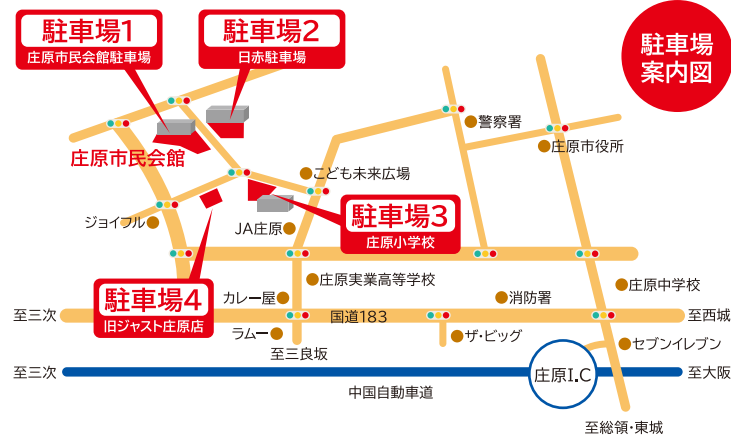 駐車場1
庄原市民会館駐車場
駐車場2
日赤駐車場
駐車場
案内図
警察署
庄原市役所
庄原市民会館
こども未来広場
ジョイフル
JA庄原
駐車場3
庄原小学校
駐車場4
旧ジャスト庄原店
庄原実業高等学校
カレー屋
消防署
庄原中学校
至三次
国道183
至西城
ラムー
ザ・ビッグ
セブンイレブン
至三良坂
至三次
庄原I.C
至大阪
中国自動車道
至総領・東城